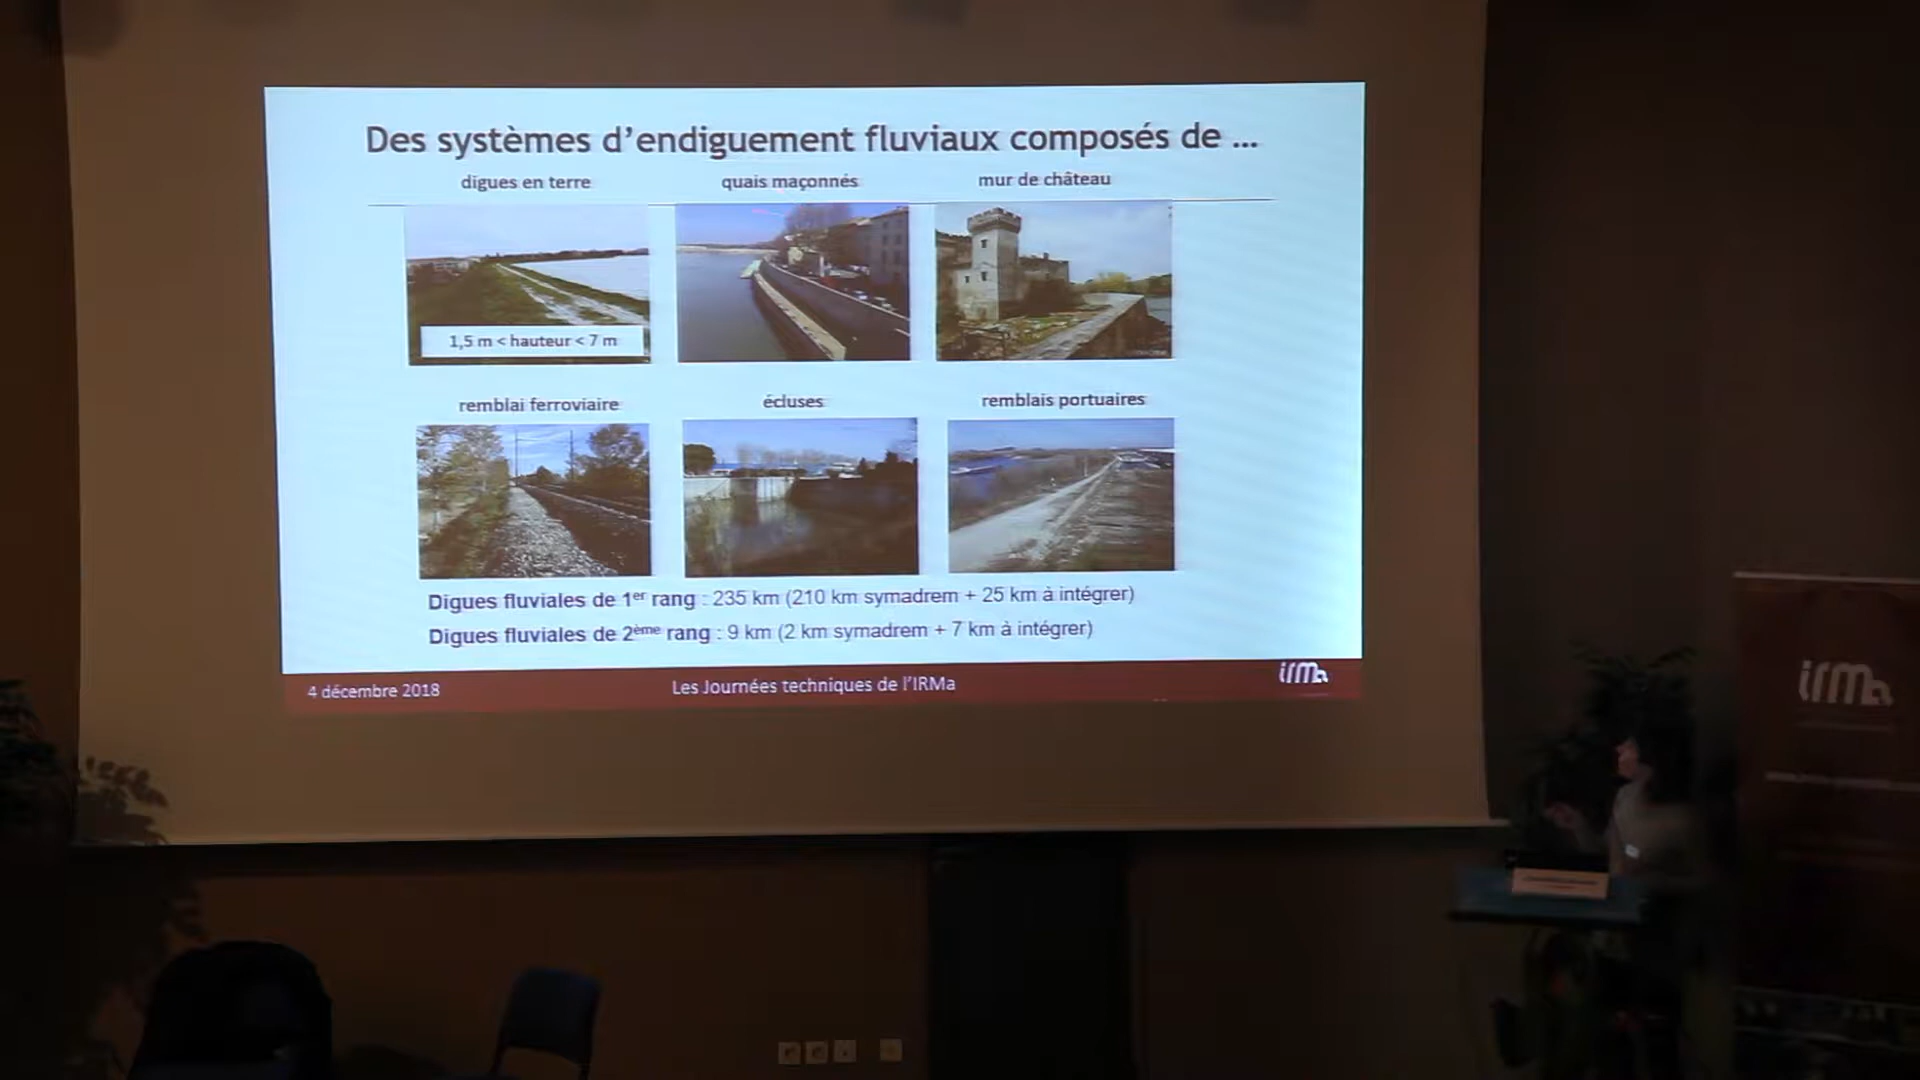 Des systèmes d'endiguement fluviaux composés de ...
digues en terre
quais maçonnés
mur de château
1,5 m < hauteur < 7 m
remblai ferroviaire
écluses
remblais portuaires
Digues fluviales de 1er rang : 235 km (210 km symadrem + 25 km à intégrer)
Digues fluviales de 2ème rang : 9 km (2 km symadrem + 7 km à intégrer)
4 décembre 2018
Les Journées techniques de l'IRMa
irma
irma